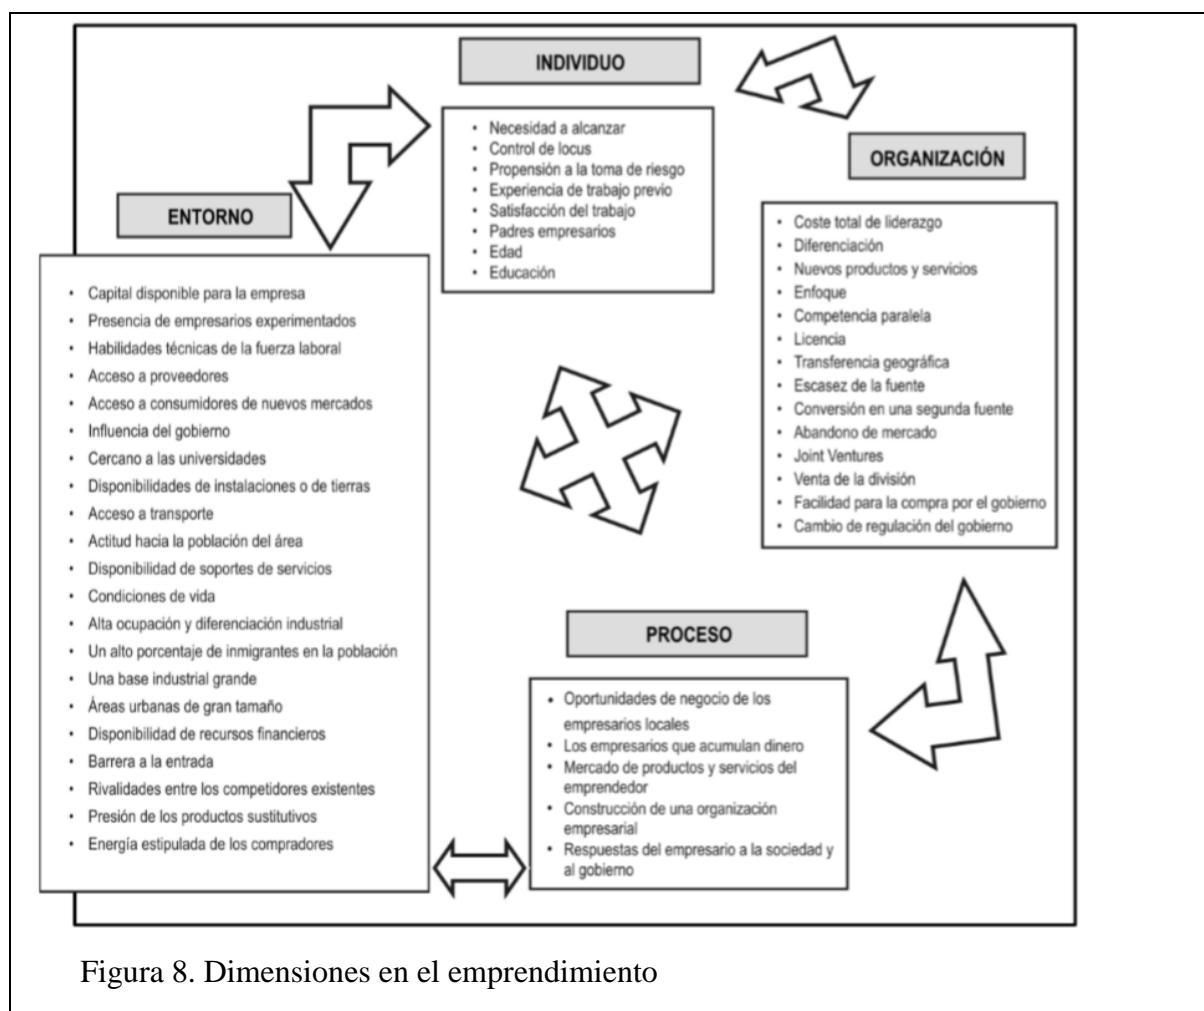 INDIVIDUO
• Necesidad a alcanzar
• Control de locus
• Propensión a la toma de riesgo
• Experiencia de trabajo previo
• Satisfacción del trabajo
• Padres empresarios
• Edad
• Educación
ORGANIZACIÓN
• Coste total de liderazgo
• Diferenciación
• Nuevos productos y servicios
• Enfoque
• Competencia paralela
• Licencia
• Transferencia geográfica
• Escasez de la fuente
• Conversión en una segunda fuente
• Abandono de mercado
• Joint Ventures
• Venta de la división
• Facilidad para la compra por el gobierno
• Cambio de regulación del gobierno
ENTORNO
• Capital disponible para la empresa
• Presencia de empresarios experimentados
• Habilidades técnicas de la fuerza laboral
• Acceso a proveedores
• Acceso a consumidores de nuevos mercados
• Influencia del gobierno
• Cercano a las universidades
• Disponibilidades de instalaciones o de tierras
• Acceso a transporte
• Actitud hacia la población del área
• Disponibilidad de soportes de servicios
• Condiciones de vida
• Alta ocupación y diferenciación industrial
• Un alto porcentaje de inmigrantes en la población
• Una base industrial grande
• Áreas urbanas de gran tamaño
• Disponibilidad de recursos financieros
• Barrera a la entrada
• Rivalidades entre los competidores existentes
• Presión de los productos sustitutivos
• Energía estipulada de los compradores
PROCESO
• Oportunidades de negocio de los
empresarios locales
• Los empresarios que acumulan dinero
• Mercado de productos y servicios del
emprendedor
• Construcción de una organización
empresarial
• Respuestas del empresario a la sociedad y
al gobierno
Figura 8. Dimensiones en el emprendimiento